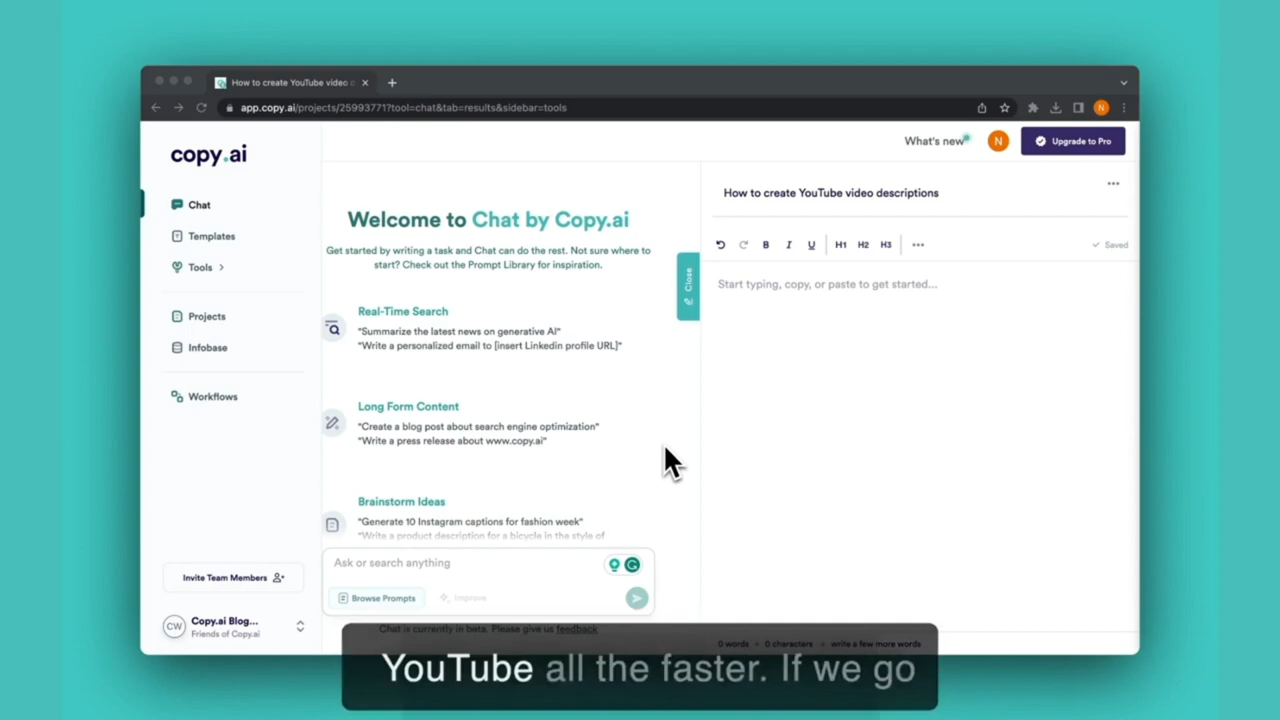 How to create YouTube video
app.copy.ai/projects/25993771?tool=chat&tab=results&sidebar=tools
N
copy.ai
What's new
N
Upgrade to Pro
Chat
Templates
Tools
Projects
Infobase
Workflows
Invite Team Members
CW
Copy.ai Blog...
Friends of Copy.ai
Welcome to Chat by Copy.ai
Get started by writing a task and Chat can do the rest. Not sure where to
start? Check out the Prompt Library for inspiration.
Real-Time Search
"Summarize the latest news on generative AI"
"Write a personalized email to [insert Linkedin profile URL]"
Long Form Content
"Create a blog post about search engine optimization"
"Write a press release about www.copy.ai"
Brainstorm Ideas
"Generate 10 Instagram captions for fashion week"
"Write a product description for a bicycle in the style of
Ask or search anything
Browse Prompts
Improve
Chat is currently in beta. Please give us feedback
Close
How to create YouTube video descriptions
B I U H1 H2 H3
Saved
Start typing, copy, or paste to get started...
0 words • 0 characters • write a few more words
YouTube all the faster. If we go